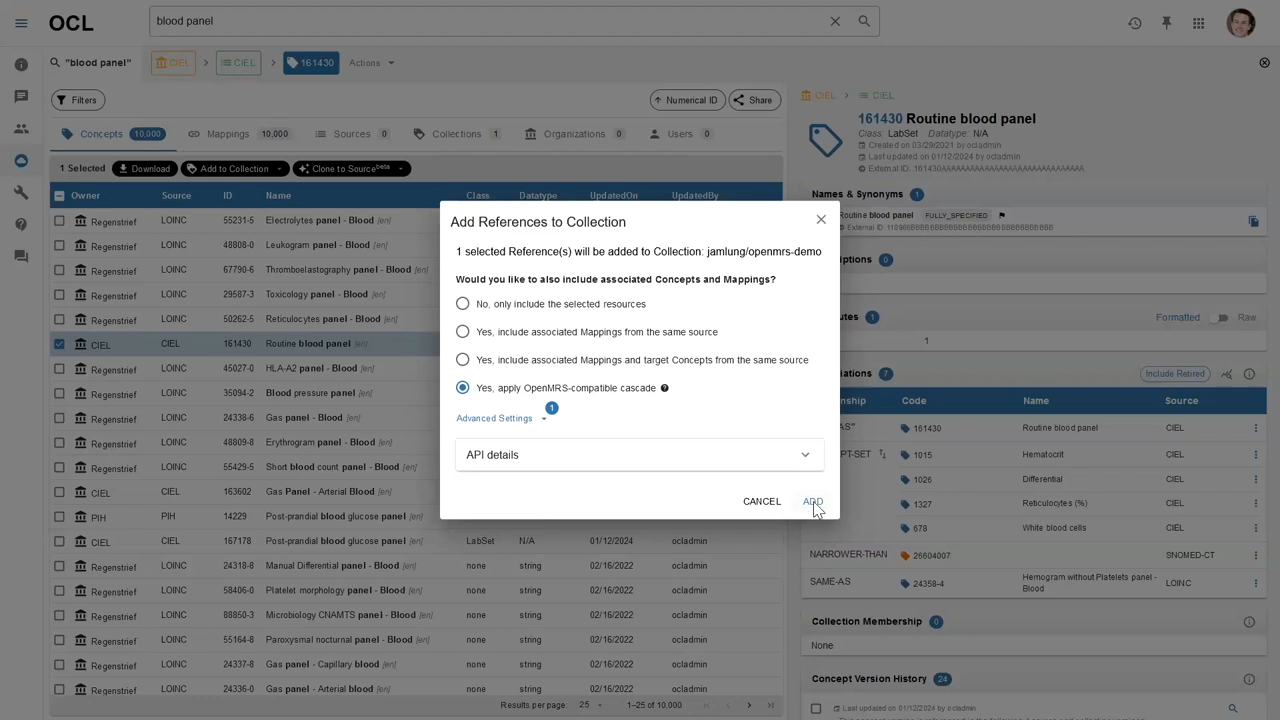 OCL
blood panel
"blood panel"
CIEL
CIEL
161430
Actions
Filters
Numerical ID
Share
Concepts 10,000
Mappings 10,000
Sources 0
Collections 1
Organizations 0
Users 0
1 Selected
Download
Add to Collection
Clone to Source beta
Owner Source ID Name Class Datatype UpdatedOn UpdatedBy
Regenstrief LOINC 55231-5 Electrolytes panel - Blood [en]
Regenstrief LOINC 48808-0 Leukogram panel - Blood [en]
Regenstrief LOINC 67790-6 Thromboelastography panel - Blood [en]
Regenstrief LOINC 29587-3 Toxicology panel - Blood [en]
Regenstrief LOINC 50262-5 Reticulocytes panel - Blood [en]
CIEL CIEL 161430 Routine blood panel [en]
Regenstrief LOINC 45067-0 HLA-A2 panel - Blood [en]
Regenstrief LOINC 35094-2 Blood pressure panel [en]
Regenstrief LOINC 24338-6 Gas panel - Blood [en]
Regenstrief LOINC 48809-8 Erythrogram panel - Blood [en]
Regenstrief LOINC 55429-5 Short blood count panel - Blood [en]
CIEL CIEL 163602 Gas Panel - Arterial Blood [en]
PIH PIH 14229 Post-prandial blood glucose panel [en]
CIEL CIEL 167178 Post-prandial blood glucose panel [en] LabSet N/A 01/12/2024 ocladmin
Regenstrief LOINC 24318-8 Manual Differential panel - Blood [en] none string 02/16/2022 ocladmin
Regenstrief LOINC 58406-0 Platelet morphology panel - Blood [en] none string 02/16/2022 ocladmin
Regenstrief LOINC 88850-3 Microbiology CNAMTS panel - Blood [en] none string 02/16/2022 ocladmin
Regenstrief LOINC 55164-8 Paroxysmal nocturnal panel - Blood [en] none string 02/16/2022 ocladmin
Regenstrief LOINC 24337-8 Gas panel - Capillary blood [en] none string 02/16/2022 ocladmin
Regenstrief LOINC 24336-0 Gas panel - Arterial blood [en] none string 02/16/2022 ocladmin
Results per page: 25 1–25 of 10,000
Add References to Collection
1 selected Reference(s) will be added to Collection: jamlung/openmrs-demo
Would you like to also include associated Concepts and Mappings?
No, only include the selected resources
Yes, include associated Mappings from the same source
Yes, include associated Mappings and target Concepts from the same source
Yes, apply OpenMRS-compatible cascade
Advanced Settings 1
API details
CANCEL ADD
CIEL CIEL
161430 Routine blood panel
Class: LabSet Datatype: N/A
Created on 03/29/2021 by ocladmin
Last updated on 01/12/2024 by ocladmin
Names & Synonyms 1
Routine blood panel FULLY_SPECIFIED
0
1
Formatted Raw
1
7
Include Retired
Code Name Source
161430 Routine blood panel CIEL
1015 Hematocrit CIEL
1026 Differential CIEL
1327 Reticulocytes (%) CIEL
678 White blood cells CIEL
NARROWER-THAN 26604007 SNOMED-CT
SAME-AS 24358-4 Hemogram without Platelets panel -
Blood LOINC
Collection Membership 0
None
Concept Version History 24
Last updated on 01/12/2024 by ocladmin